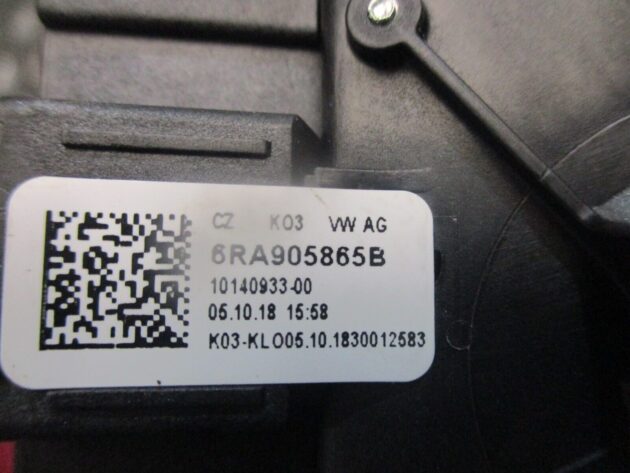 CZ K03 VW AG
6RA905865B
10140933-00
05.10.18 15:58
K03-KLO05.10.1830012583